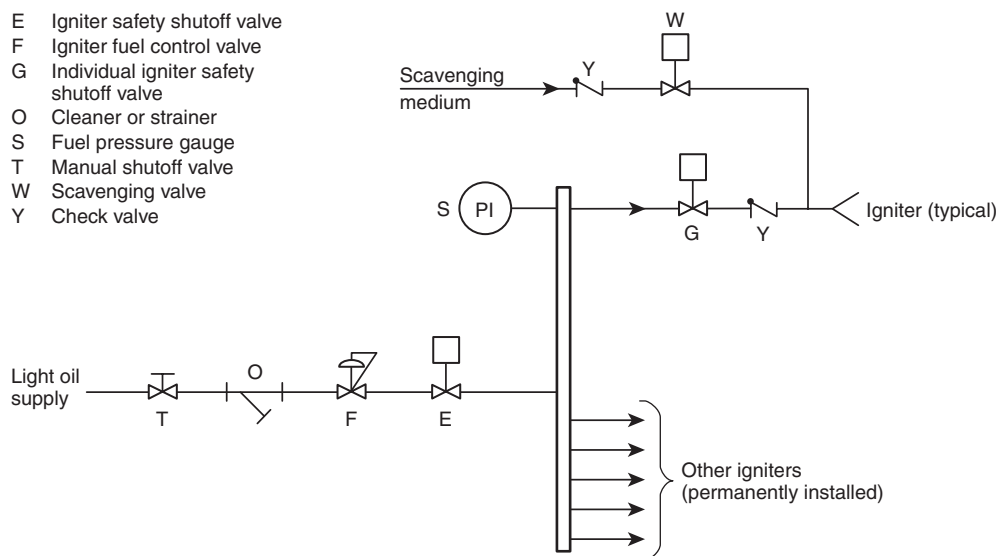 E Igniter safety shutoff valve
F Igniter fuel control valve
G Individual igniter safety
shutoff valve
O Cleaner or strainer
S Fuel pressure gauge
T Manual shutoff valve
W Scavenging valve
Y Check valve
W
Scavenging
medium
Y
S
PI
G
Y
Igniter (typical)
Light oil
supply
T
O
F
E
Other igniters
(permanently installed)